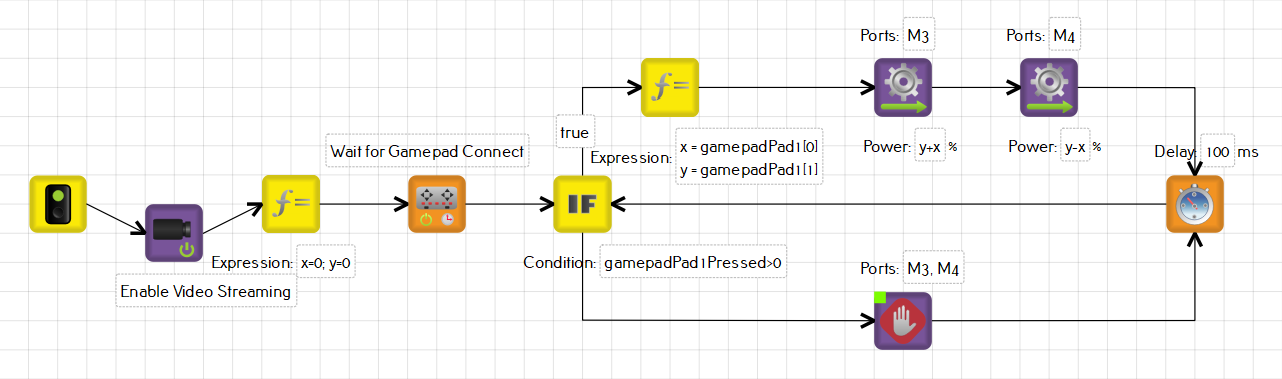 Ports: M3
Ports: M4
f=
true
Wait for Gamepad Connect
Expression: x = gamepadPad1[0]
y = gamepadPad1[1]
Power: y+x %
Power: y-x %
Delay: 100 ms
f=
IF
Expression: x=0; y=0
Condition: gamepadPad1Pressed>0
Ports: M3, M4
Enable Video Streaming